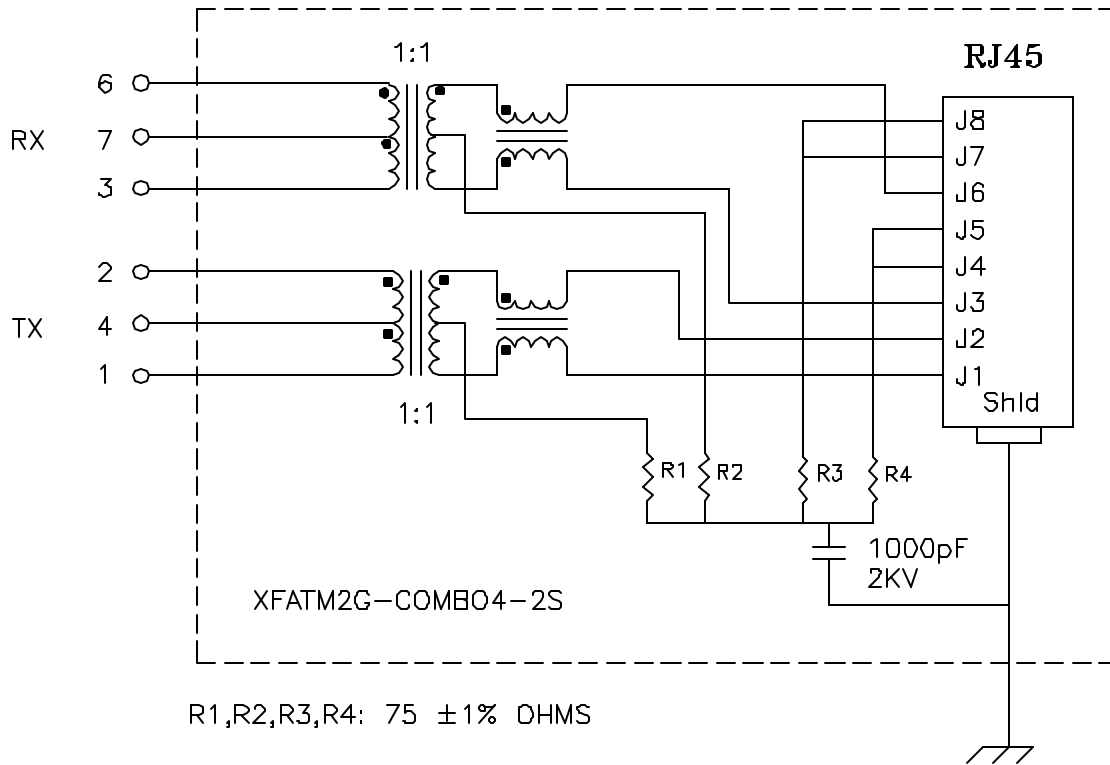 1:1
RJ45
6
RX
7
3
J8
J7
J6
J5
J4
J3
J2
J1
Shld
2
TX
4
1
1:1
R1
R2
R3
R4
1000pF
2KV
XFATM2G-COMBO4-2S
R1,R2,R3,R4: 75 ±1% OHMS